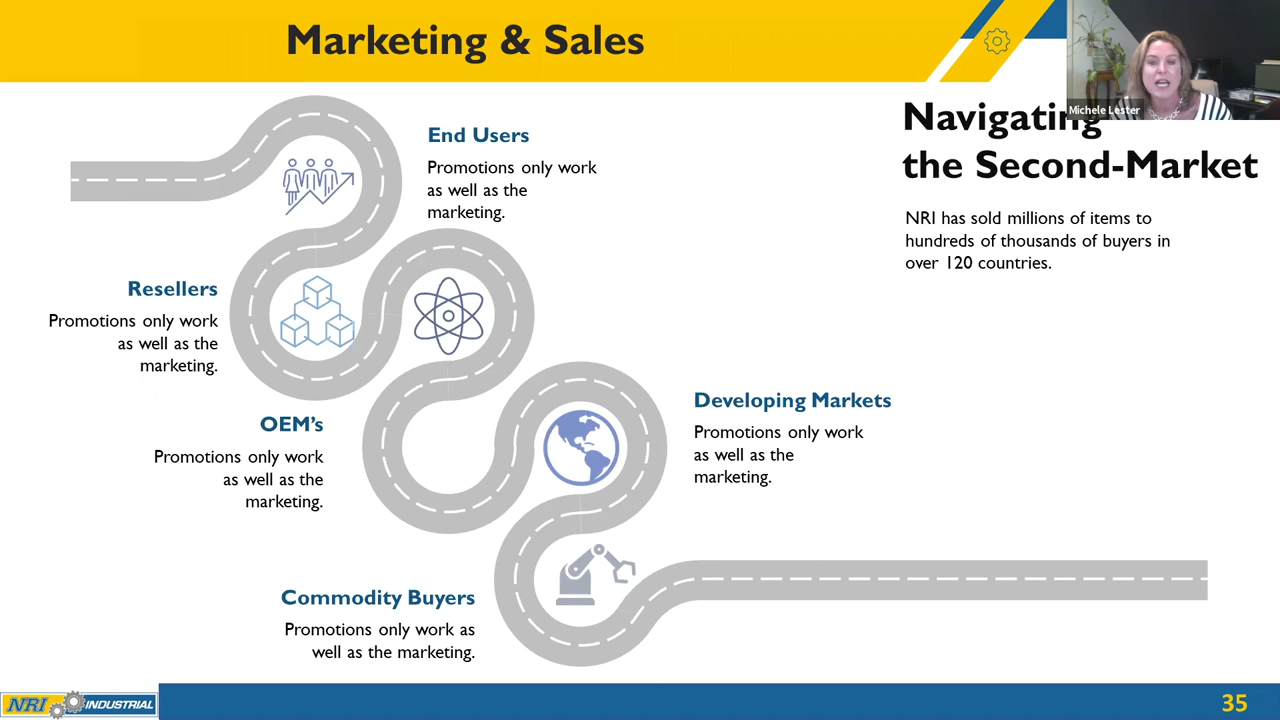 Marketing & Sales
Michele Lester
Navigating
the Second-Market
NRI has sold millions of items to
hundreds of thousands of buyers in
over 120 countries.
End Users
Promotions only work
as well as the
marketing.
Resellers
Promotions only work
as well as the
marketing.
OEM’s
Promotions only work
as well as the
marketing.
Developing Markets
Promotions only work
as well as the
marketing.
Commodity Buyers
Promotions only work as
well as the marketing.
NRI INDUSTRIAL
35